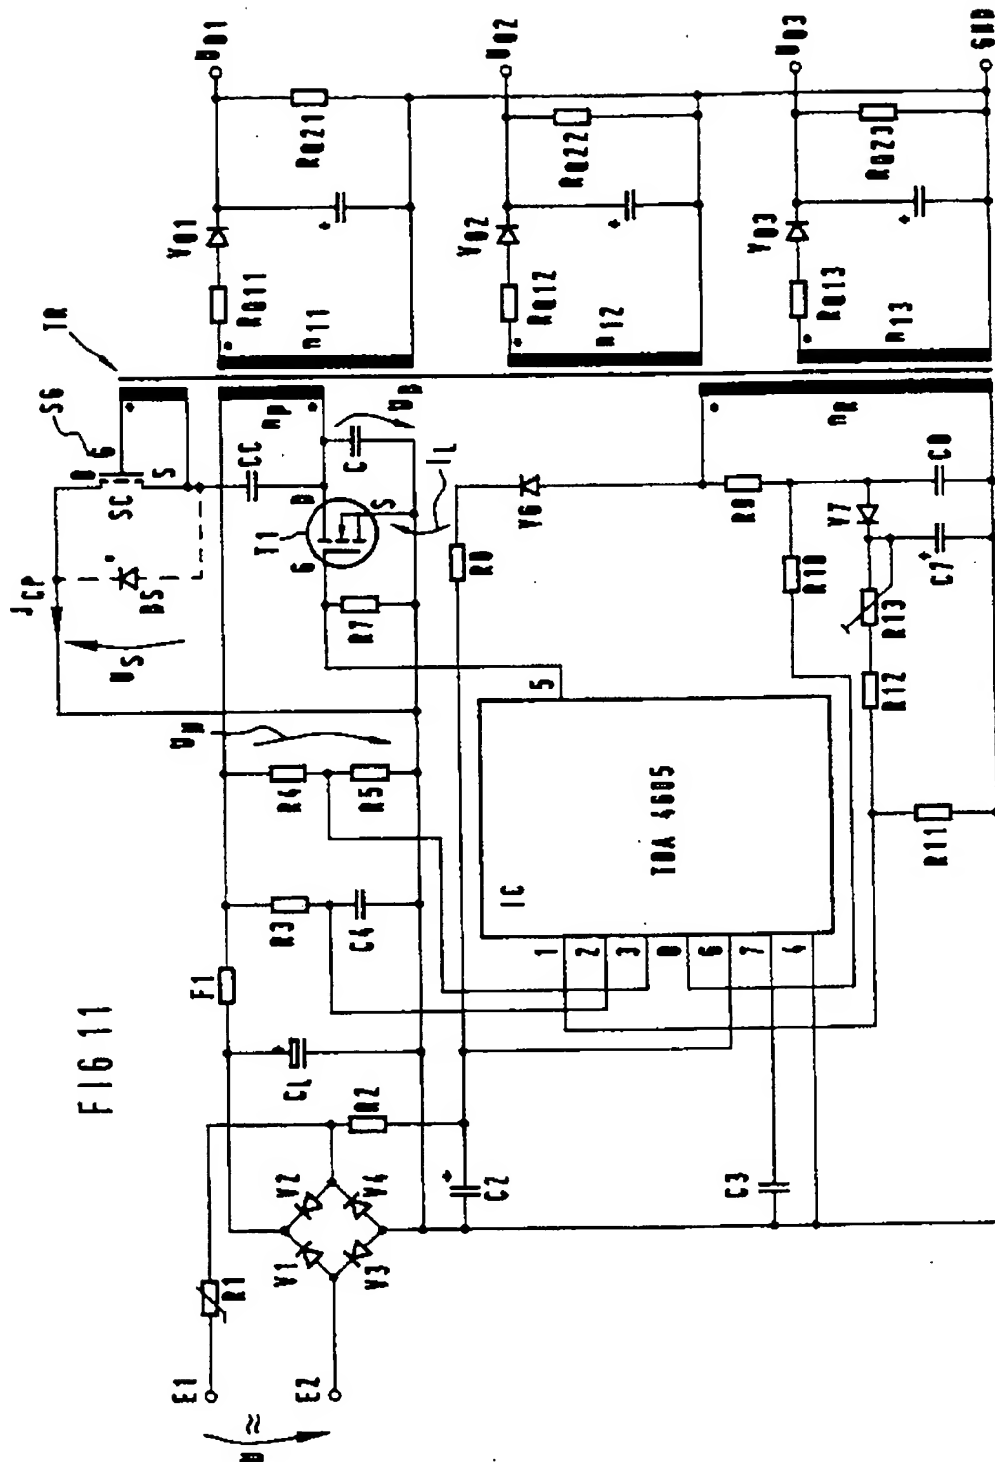 FIG 11
E1
E2
R1
V1
V2
V3
V4
CL
F1
R2
C2
C3
R3
C4
R4
R5
R7
T1
G
D
S
C
CC
IL
SC
SG
G
S
US
BS
TR
nP
n11
n12
n13
nR
RQ11
RQ12
RQ13
VQ1
VQ2
VQ3
RQ21
RQ22
RQ23
UQ1
UQ2
UQ3
GND
R8
V6
R9
R10
V7
C7
C8
R13
R12
R11
IC
TDA 4605
1
2
3
8
6
7
4
5